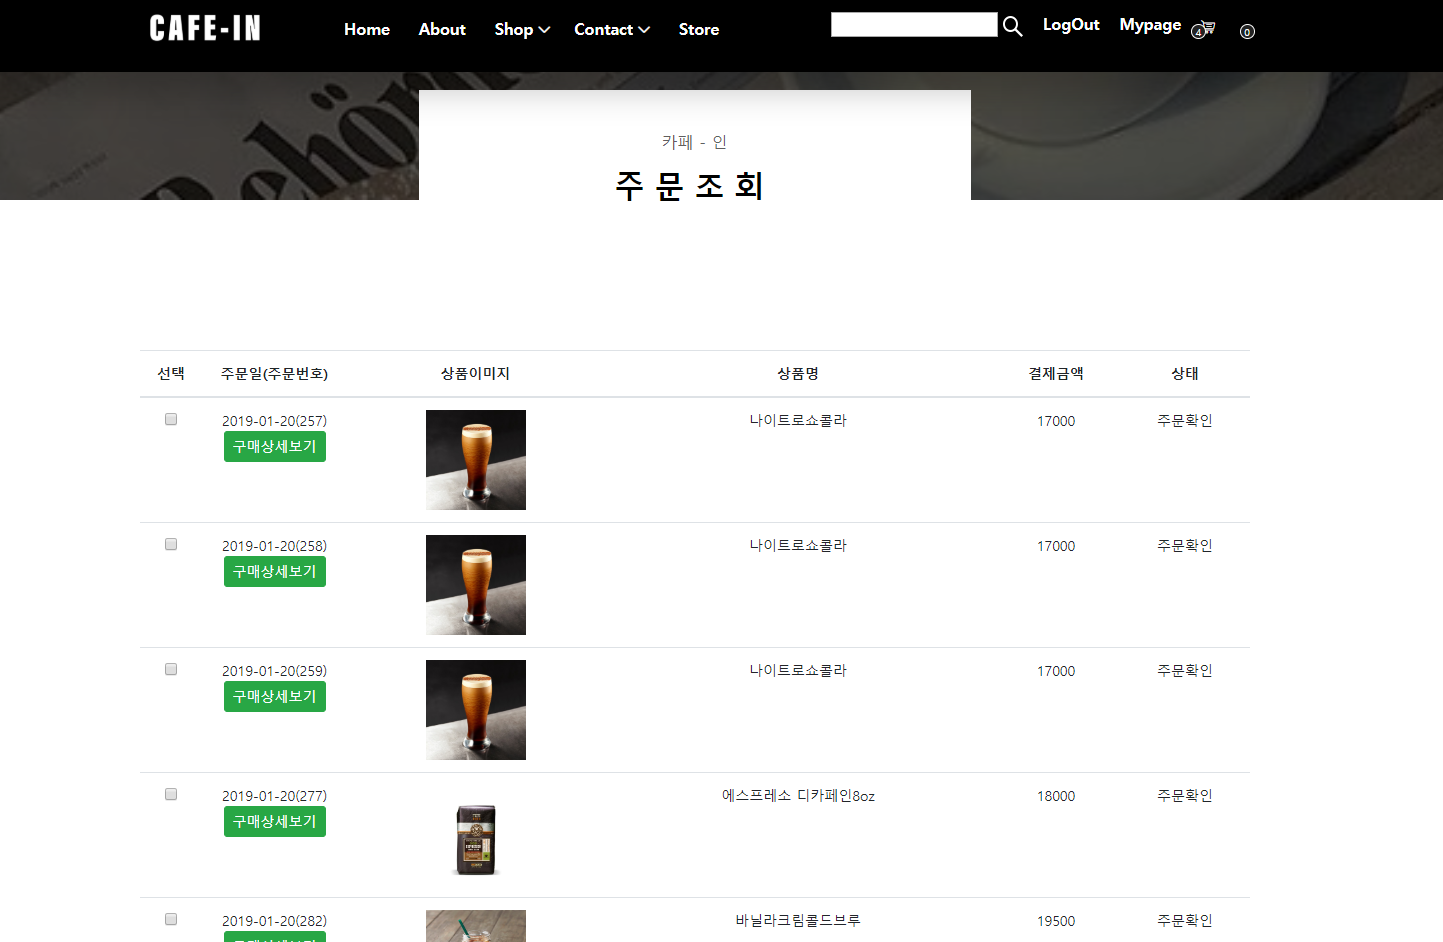 CAFE-IN
Home About Shop Contact Store
LogOut Mypage 4 0
카페 - 인
주 문 조 회
선택 주문일(주문번호) 상품이미지 상품명 결제금액 상태
2019-01-20(257) 나이트로쇼콜라 17000 주문확인
구매상세보기
2019-01-20(258) 나이트로쇼콜라 17000 주문확인
구매상세보기
2019-01-20(259) 나이트로쇼콜라 17000 주문확인
구매상세보기
2019-01-20(277) 에스프레소 디카페인8oz 18000 주문확인
구매상세보기
2019-01-20(282) 바닐라크림콜드브루 19500 주문확인
구매상세보기